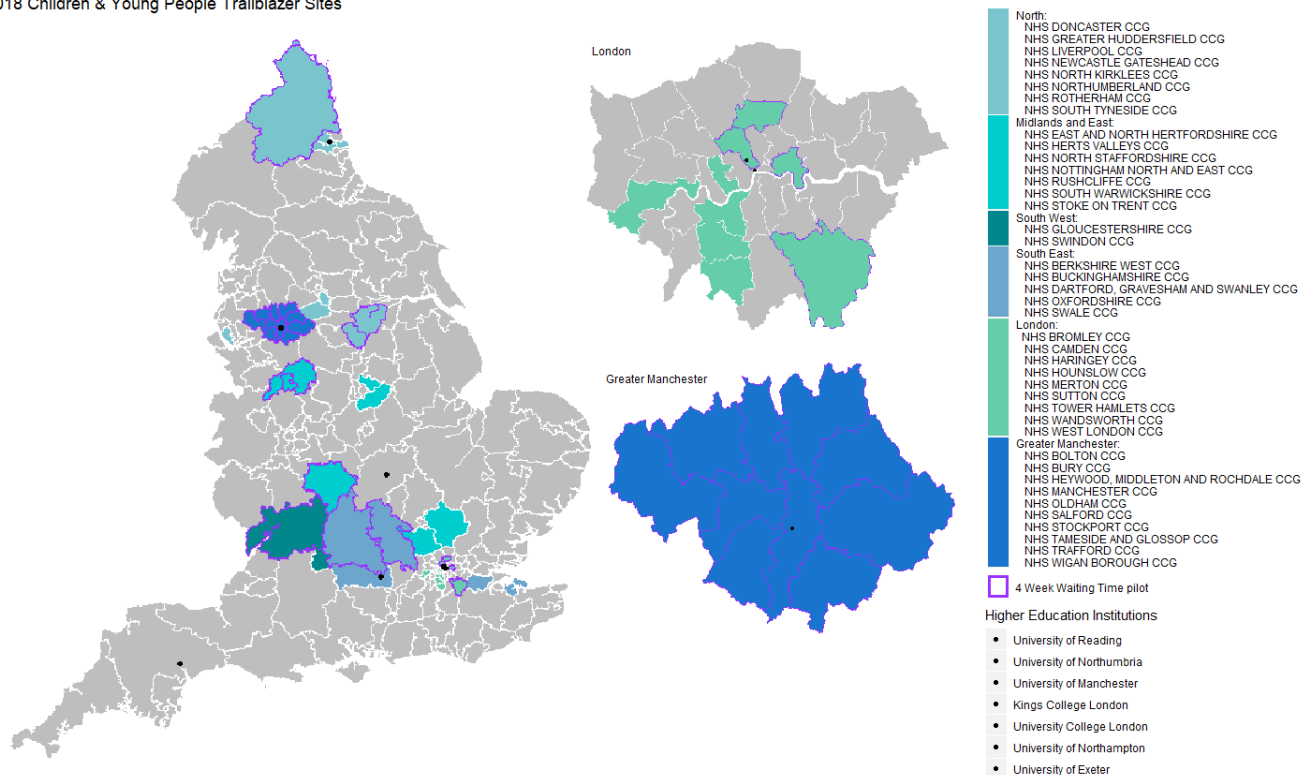 018 Children & Young People Trailblazer Sites
London
Greater Manchester
North:
NHS DONCASTER CCG
NHS GREATER HUDDERSFIELD CCG
NHS LIVERPOOL CCG
NHS NEWCASTLE GATESHEAD CCG
NHS NORTH KIRKLEES CCG
NHS NORTHUMBERLAND CCG
NHS ROTHERHAM CCG
NHS SOUTH TYNESIDE CCG
Midlands and East:
NHS EAST AND NORTH HERTFORDSHIRE CCG
NHS HERTS VALLEYS CCG
NHS NORTH STAFFORDSHIRE CCG
NHS NOTTINGHAM NORTH AND EAST CCG
NHS RUSHCLIFFE CCG
NHS SOUTH WARWICKSHIRE CCG
NHS STOKE ON TRENT CCG
South West:
NHS GLOUCESTERSHIRE CCG
NHS SWINDON CCG
South East:
NHS BERKSHIRE WEST CCG
NHS BUCKINGHAMSHIRE CCG
NHS DARTFORD, GRAVESHAM AND SWANLEY CCG
NHS OXFORDSHIRE CCG
NHS SWALE CCG
London:
NHS BROMLEY CCG
NHS CAMDEN CCG
NHS HARINGEY CCG
NHS HOUNSLOW CCG
NHS MERTON CCG
NHS SUTTON CCG
NHS TOWER HAMLETS CCG
NHS WANDSWORTH CCG
NHS WEST LONDON CCG
Greater Manchester:
NHS BOLTON CCG
NHS BURY CCG
NHS HEYWOOD, MIDDLETON AND ROCHDALE CCG
NHS MANCHESTER CCG
NHS OLDHAM CCG
NHS SALFORD CCG
NHS STOCKPORT CCG
NHS TAMESIDE AND GLOSSOP CCG
NHS TRAFFORD CCG
NHS WIGAN BOROUGH CCG
4 Week Waiting Time pilot
Higher Education Institutions
University of Reading
University of Northumbria
University of Manchester
Kings College London
University College London
University of Northampton
University of Exeter